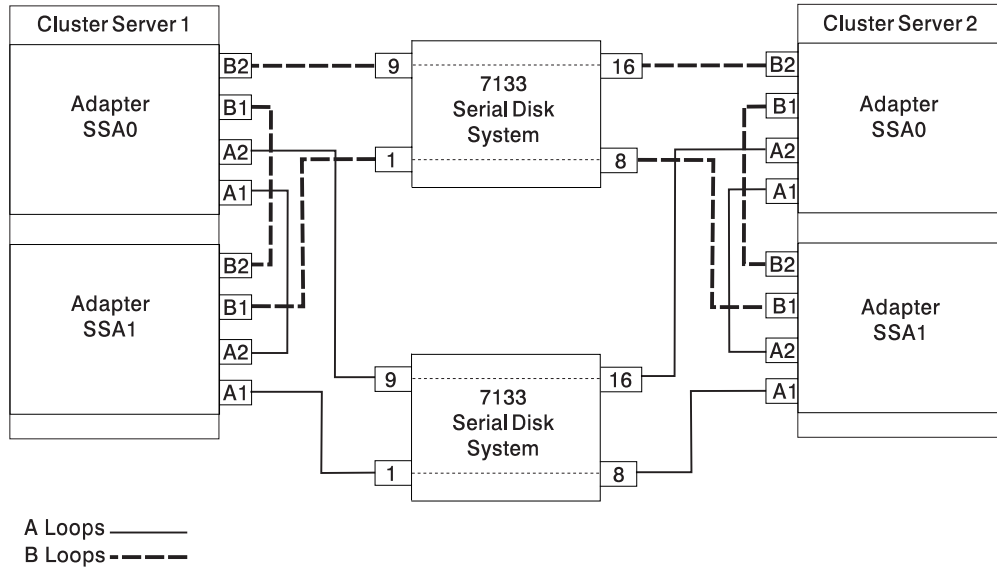 Cluster Server 1
Adapter
SSA0
B2
B1
A2
A1
Adapter
SSA1
B2
B1
A2
A1
9
16
7133
Serial Disk
System
1
8
9
16
7133
Serial Disk
System
1
8
Cluster Server 2
B2
B1
A2
A1
Adapter
SSA0
B2
B1
A2
A1
Adapter
SSA1
A Loops
B Loops